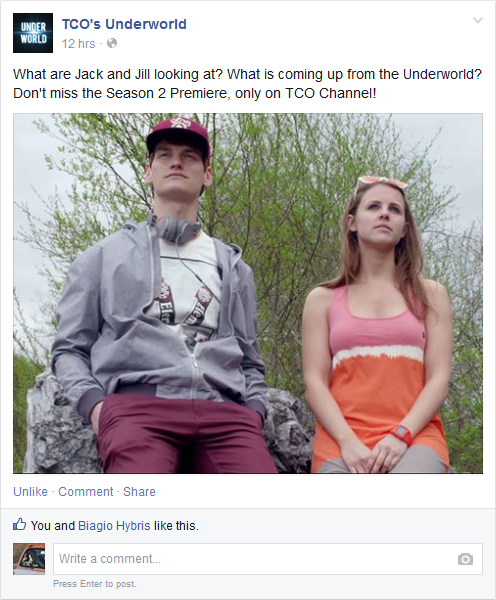 UNDER
WORLD
TCO's Underworld
12 hrs ·
What are Jack and Jill looking at? What is coming up from the Underworld?
Don't miss the Season 2 Premiere, only on TCO Channel!
Unlike · Comment · Share
You and Biagio Hybris like this.
Write a comment...
Press Enter to post.